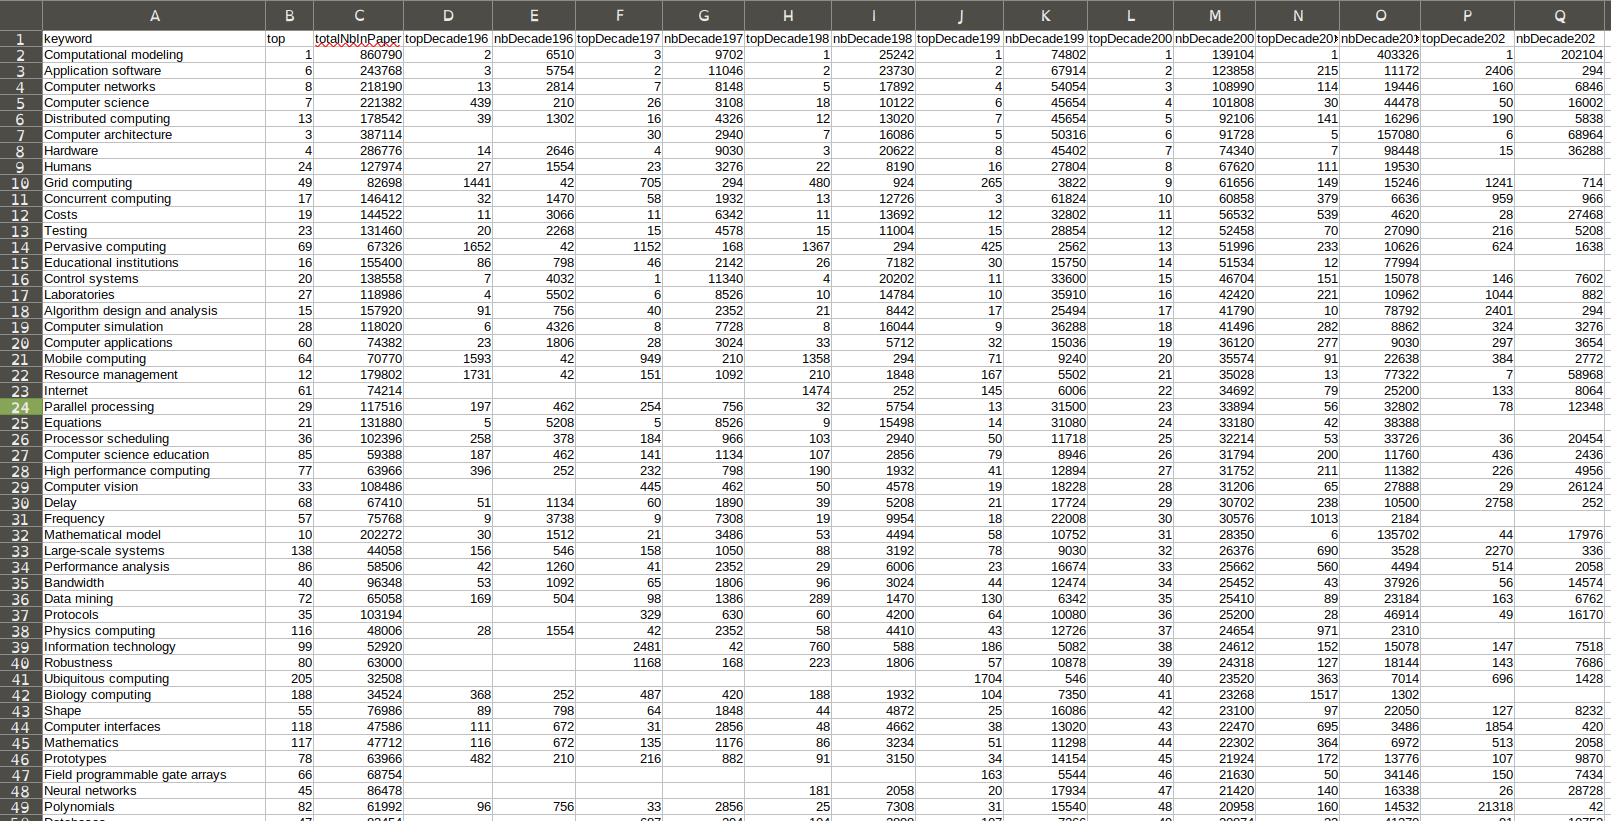 A B C D E F G H I J K L M N O P Q
1 keyword top totalNbInPaper topDecade196 nbDecade196 topDecade197 nbDecade197 topDecade198 nbDecade198 topDecade199 nbDecade199 topDecade200 nbDecade200 topDecade20 nbDecade20 topDecade202 nbDecade202
2 Computational modeling 1 860790 2 6510 3 9702 1 25242 1 74802 1 139104 1 403326 1 202104
3 Application software 6 243768 3 5754 2 11046 2 23730 2 67914 2 123858 215 11172 2406 294
4 Computer networks 8 218190 13 2814 7 8148 5 17892 4 54054 3 108990 114 19446 160 6846
5 Computer science 7 221382 439 210 26 3108 18 10122 6 45654 4 101808 30 44478 50 16002
6 Distributed computing 13 178542 39 1302 16 4326 12 13020 7 45654 5 92106 141 16296 190 5838
7 Computer architecture 3 387114 30 2940 7 16086 5 50316 6 91728 5 157080 6 68964
8 Hardware 4 286776 14 2646 4 9030 3 20622 8 45402 7 74340 7 98448 15 36288
9 Humans 24 127974 27 1554 23 3276 22 8190 16 27804 8 67620 111 19530
10 Grid computing 49 82698 1441 42 705 294 480 924 265 3822 9 61656 149 15246 1241 714
11 Concurrent computing 17 146412 32 1470 58 1932 13 12726 3 61824 10 60858 379 6636 959 966
12 Costs 19 144522 11 3066 11 6342 11 13692 12 32802 11 56532 539 4620 28 27468
13 Testing 23 131460 20 2268 15 4578 15 11004 15 28854 12 52458 70 27090 216 5208
14 Pervasive computing 69 67326 1652 42 1152 168 1367 294 425 2562 13 51996 233 10626 624 1638
15 Educational institutions 16 155400 86 798 46 2142 26 7182 30 15750 14 51534 12 77994
16 Control systems 20 138558 7 4032 1 11340 4 20202 11 33600 15 46704 151 15078 146 7602
17 Laboratories 27 118986 4 5502 6 8526 10 14784 10 35910 16 42420 221 10962 1044 882
18 Algorithm design and analysis 15 157920 91 756 40 2352 21 8442 17 25494 17 41790 10 78792 2401 294
19 Computer simulation 28 118020 6 4326 8 7728 8 16044 9 36288 18 41496 282 8862 324 3276
20 Computer applications 60 74382 23 1806 28 3024 33 5712 32 15036 19 36120 277 9030 297 3654
21 Mobile computing 64 70770 1593 42 949 210 1358 294 71 9240 20 35574 91 22638 384 2772
22 Resource management 12 179802 1731 42 151 1092 210 1848 167 5502 21 35028 13 77322 7 58968
23 Internet 61 74214 1474 252 145 6006 22 34692 79 25200 133 8064
24 Parallel processing 29 117516 197 462 254 756 32 5754 13 31500 23 33894 56 32802 78 12348
25 Equations 21 131880 5 5208 5 8526 9 15498 14 31080 24 33180 42 38388
26 Processor scheduling 36 102396 258 378 184 966 103 2940 50 11718 25 32214 53 33726 36 20454
27 Computer science education 85 59388 187 462 141 1134 107 2856 79 8946 26 31794 200 11760 436 2436
28 High performance computing 77 63966 396 252 232 798 190 1932 41 12894 27 31752 211 11382 226 4956
29 Computer vision 33 108486 445 462 50 4578 19 18228 28 31206 65 27888 29 26124
30 Delay 68 67410 51 1134 60 1890 39 5208 21 17724 29 30702 238 10500 2758 252
31 Frequency 57 75768 9 3738 9 7308 19 9954 18 22008 30 30576 1013 2184
32 Mathematical model 10 202272 30 1512 21 3486 53 4494 58 10752 31 28350 6 135702 44 17976
33 Large-scale systems 138 44058 156 546 158 1050 88 3192 78 9030 32 26376 690 3528 2270 336
34 Performance analysis 86 58506 42 1260 41 2352 29 6006 23 16674 33 25662 560 4494 514 2058
35 Bandwidth 40 96348 53 1092 65 1806 96 3024 44 12474 34 25452 43 37926 56 14574
36 Data mining 72 65058 169 504 98 1386 289 1470 130 6342 35 25410 89 23184 163 6762
37 Protocols 35 103194 329 630 60 4200 64 10080 36 25200 28 46914 49 16170
38 Physics computing 116 48006 28 1554 42 2352 58 4410 43 12726 37 24654 971 2310
39 Information technology 99 52920 2481 42 760 588 186 5082 38 24612 152 15078 147 7518
40 Robustness 80 63000 1168 168 223 1806 57 10878 39 24318 127 18144 143 7686
41 Ubiquitous computing 205 32508 1704 546 40 23520 363 7014 696 1428
42 Biology computing 188 34524 368 252 487 420 188 1932 104 7350 41 23268 1517 1302
43 Shape 55 76986 89 798 64 1848 44 4872 25 16086 42 23100 97 22050 127 8232
44 Computer interfaces 118 47586 111 672 31 2856 48 4662 38 13020 43 22470 695 3486 1854 420
45 Mathematics 117 47712 116 672 135 1176 86 3234 51 11298 44 22302 364 6972 513 2058
46 Prototypes 78 63966 482 210 216 882 91 3150 34 14154 45 21924 172 13776 107 9870
47 Field programmable gate arrays 66 68754 163 5544 46 21630 50 34146 150 7434
48 Neural networks 45 86478 181 2058 20 17934 47 21420 140 16338 26 28728
49 Polynomials 82 61992 96 756 33 2856 25 7308 31 15540 48 20958 160 14532 21318 42